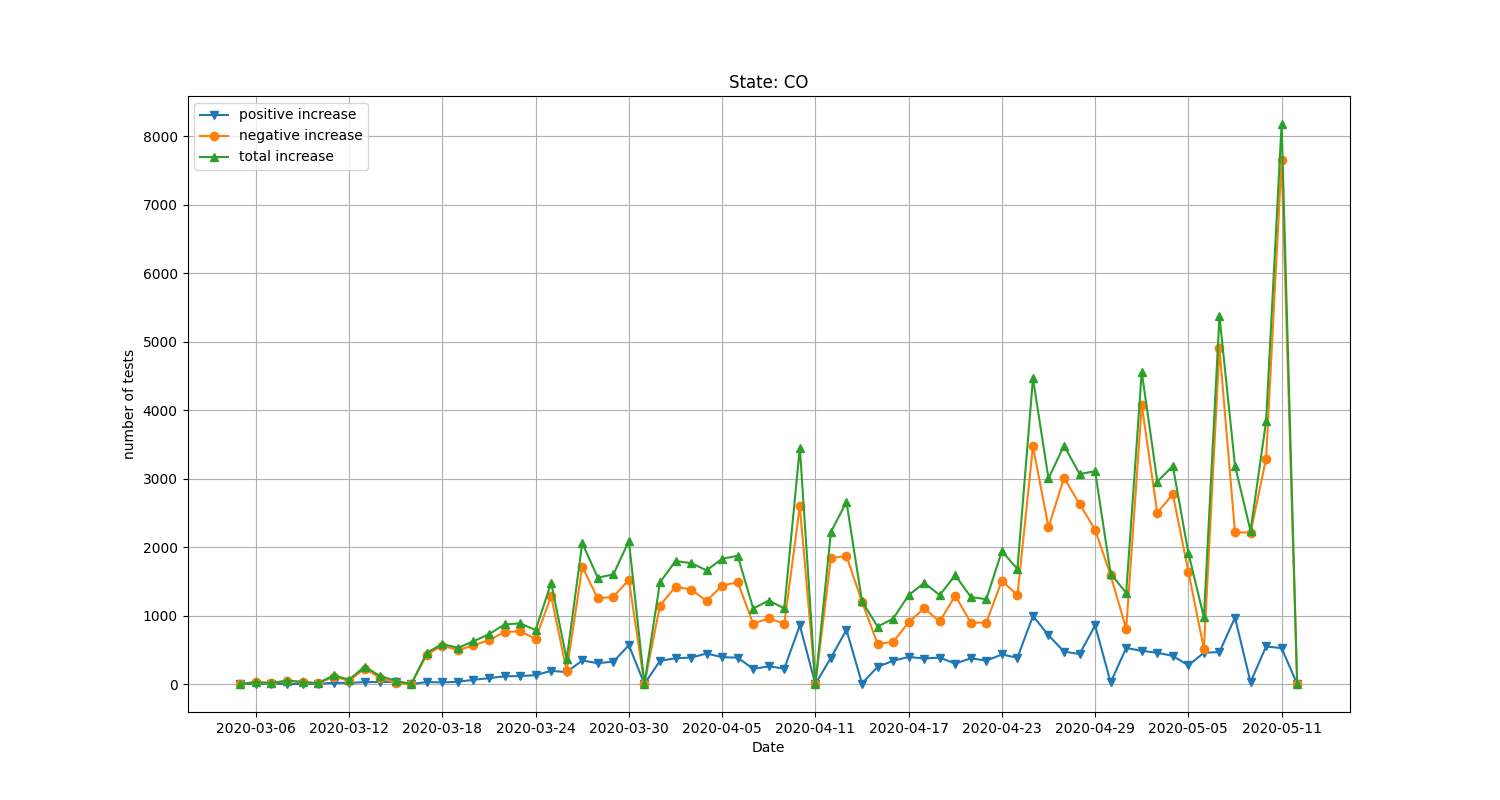 State: CO
positive increase
negative increase
total increase
8000
7000
6000
5000
4000
3000
2000
1000
0
number of tests
2020-03-06 2020-03-12 2020-03-18 2020-03-24 2020-03-30 2020-04-05 2020-04-11 2020-04-17 2020-04-23 2020-04-29 2020-05-05 2020-05-11
Date